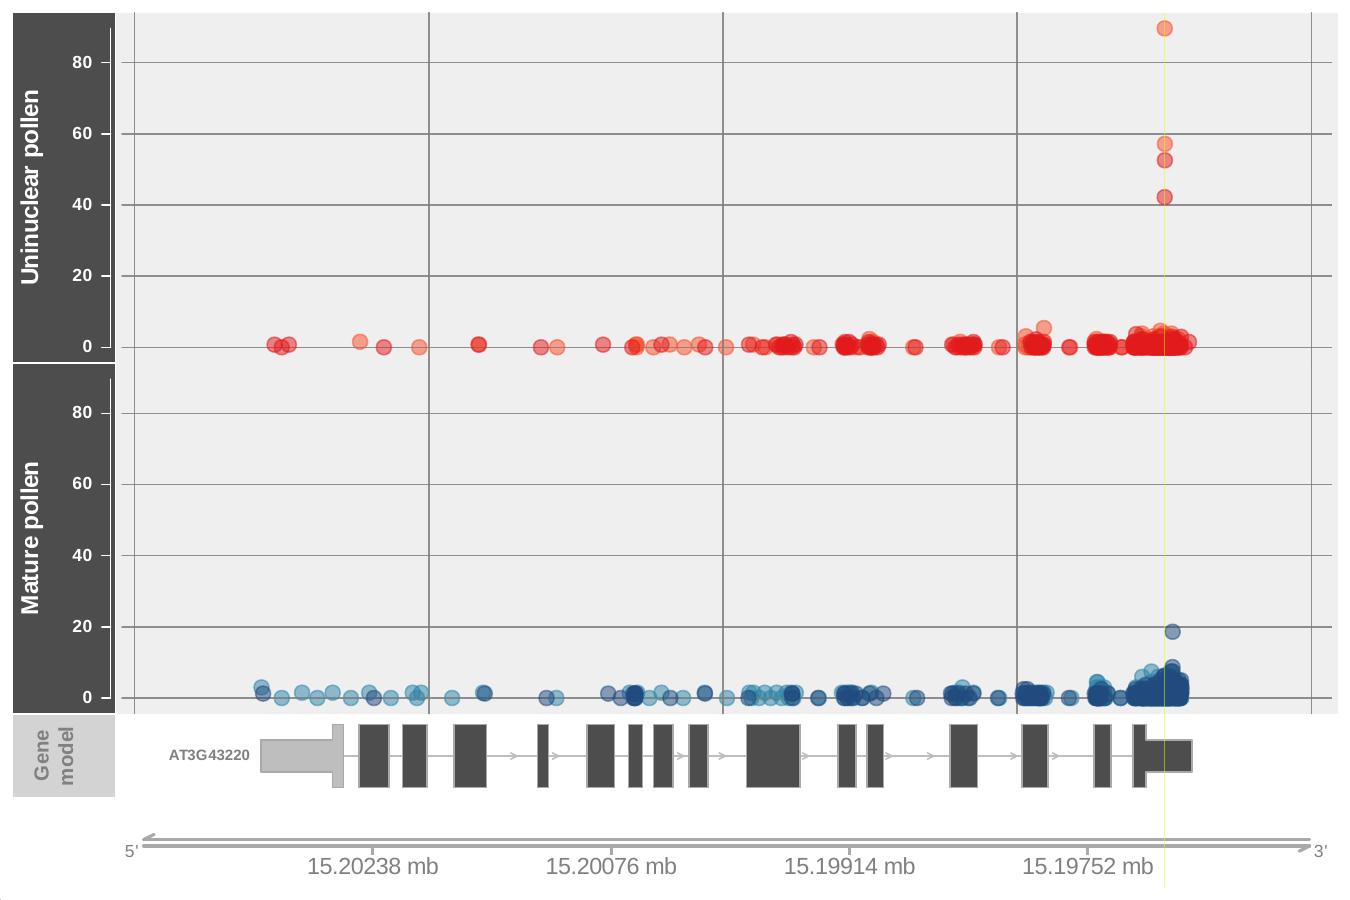 Uninuclear pollen
80
60
40
20
0
Mature pollen
80
60
40
20
0
Gene
model
AT3G43220
5'
3'
15.20238 mb
15.20076 mb
15.19914 mb
15.19752 mb